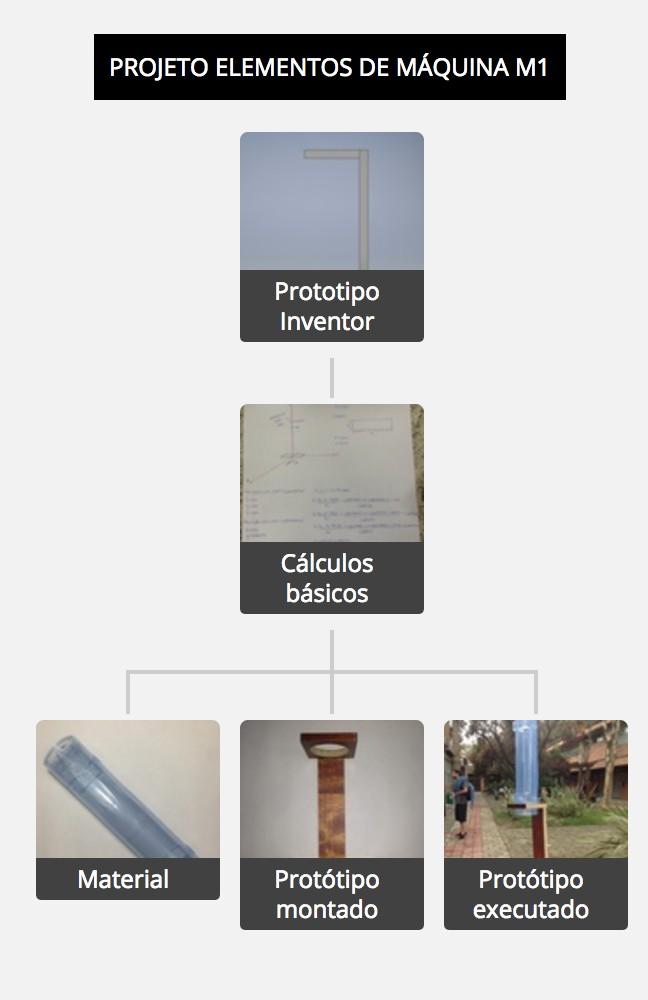 PROJETO ELEMENTOS DE MÁQUINA M1
Prototipo
Inventor
Cálculos
básicos
Material
Protótipo
montado
Protótipo
executado